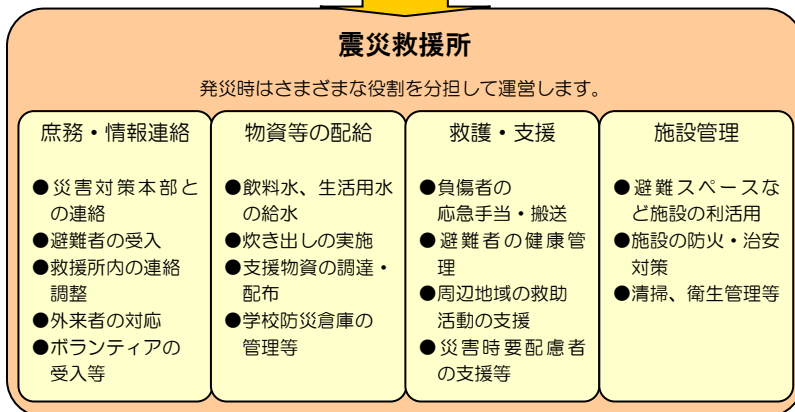 震災救援所
発災時はさまざまな役割を分担して運営します。
庶務・情報連絡
●災害対策本部と
の連絡
●避難者の受入
●救援所内の連絡
調整
●外来者の対応
●ボランティアの
受入等
物資等の配給
●飲料水、生活用水
の給水
●炊き出しの実施
●支援物資の調達・
配布
●学校防災倉庫の
管理等
救護・支援
●負傷者の
応急手当・搬送
●避難者の健康管
理
●周辺地域の救助
活動の支援
●災害時要配慮者
の支援等
施設管理
●避難スペースな
ど施設の利活用
●施設の防火・治安
対策
●清掃、衛生管理等